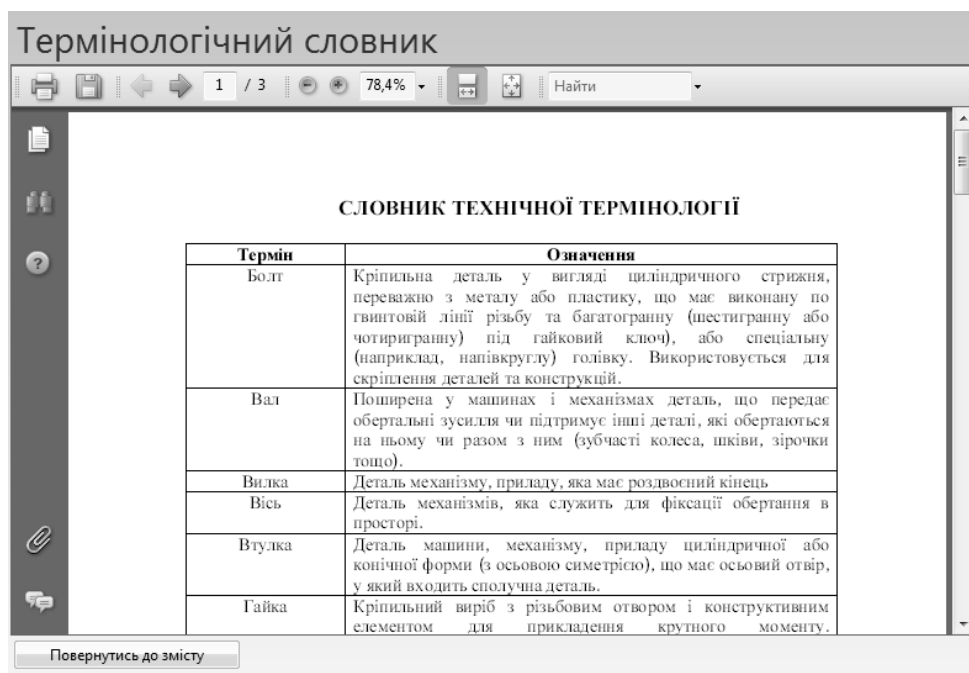 Термінологічний словник
1 / 3 78,4% Найти
СЛОВНИК ТЕХНІЧНОЇ ТЕРМІНОЛОГІЇ
Термін Означення
Болт Кріпильна деталь у вигляді циліндричного стрижня,
переважно з металу або пластику, що має виконану по
гвинтовій лінії різьбу та багатогранну (шестигранну або
чотиригранну) під гайковий ключ), або спеціальну
(наприклад, напівкруглу) голівку. Використовується для
скріплення деталей та конструкцій.
Вал Поширена у машинах і механізмах деталь, що передає
обертальні зусилля чи підтримує інші деталі, які обертаються
на ньому чи разом з ним (зубчасті колеса, шківи, зірочки
тощо).
Вилка Деталь механізму, приладу, яка має роздвоєний кінець
Вісь Деталь механізмів, яка служить для фіксації обертання в
просторі.
Втулка Деталь машини, механізму, приладу циліндричної або
конічної форми (з осьовою симетрією), що має осьовий отвір,
у який входить сполучна деталь.
Гайка Кріпильний виріб з різьбовим отвором і конструктивним
елементом для прикладення крутного моменту.
Повернутись до змісту